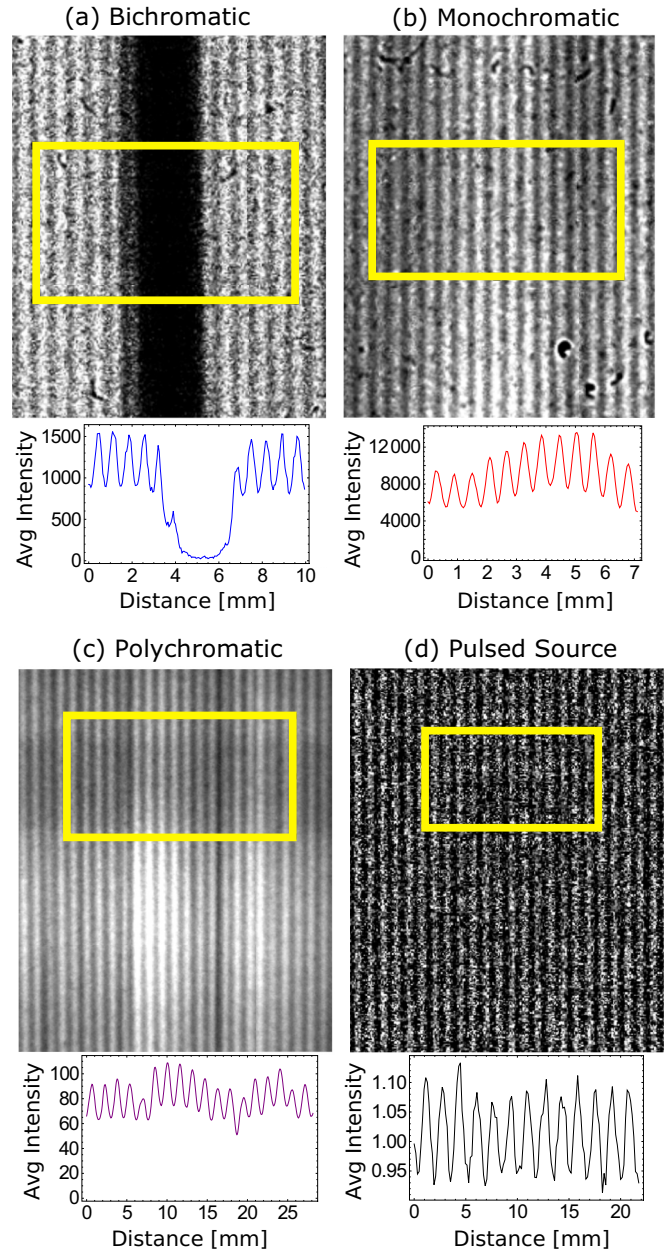 (a) Bichromatic
(b) Monochromatic
Avg Intensity
1500
1000
500
0
0 2 4 6 8 10
Distance [mm]
Avg Intensity
12000
8000
4000
0
0 1 2 3 4 5 6 7
Distance [mm]
(c) Polychromatic
(d) Pulsed Source
Avg Intensity
100
80
60
40
20
0
0 5 10 15 20 25
Distance [mm]
Avg Intensity
1.10
1.05
1.00
0.95
0 5 10 15 20
Distance [mm]